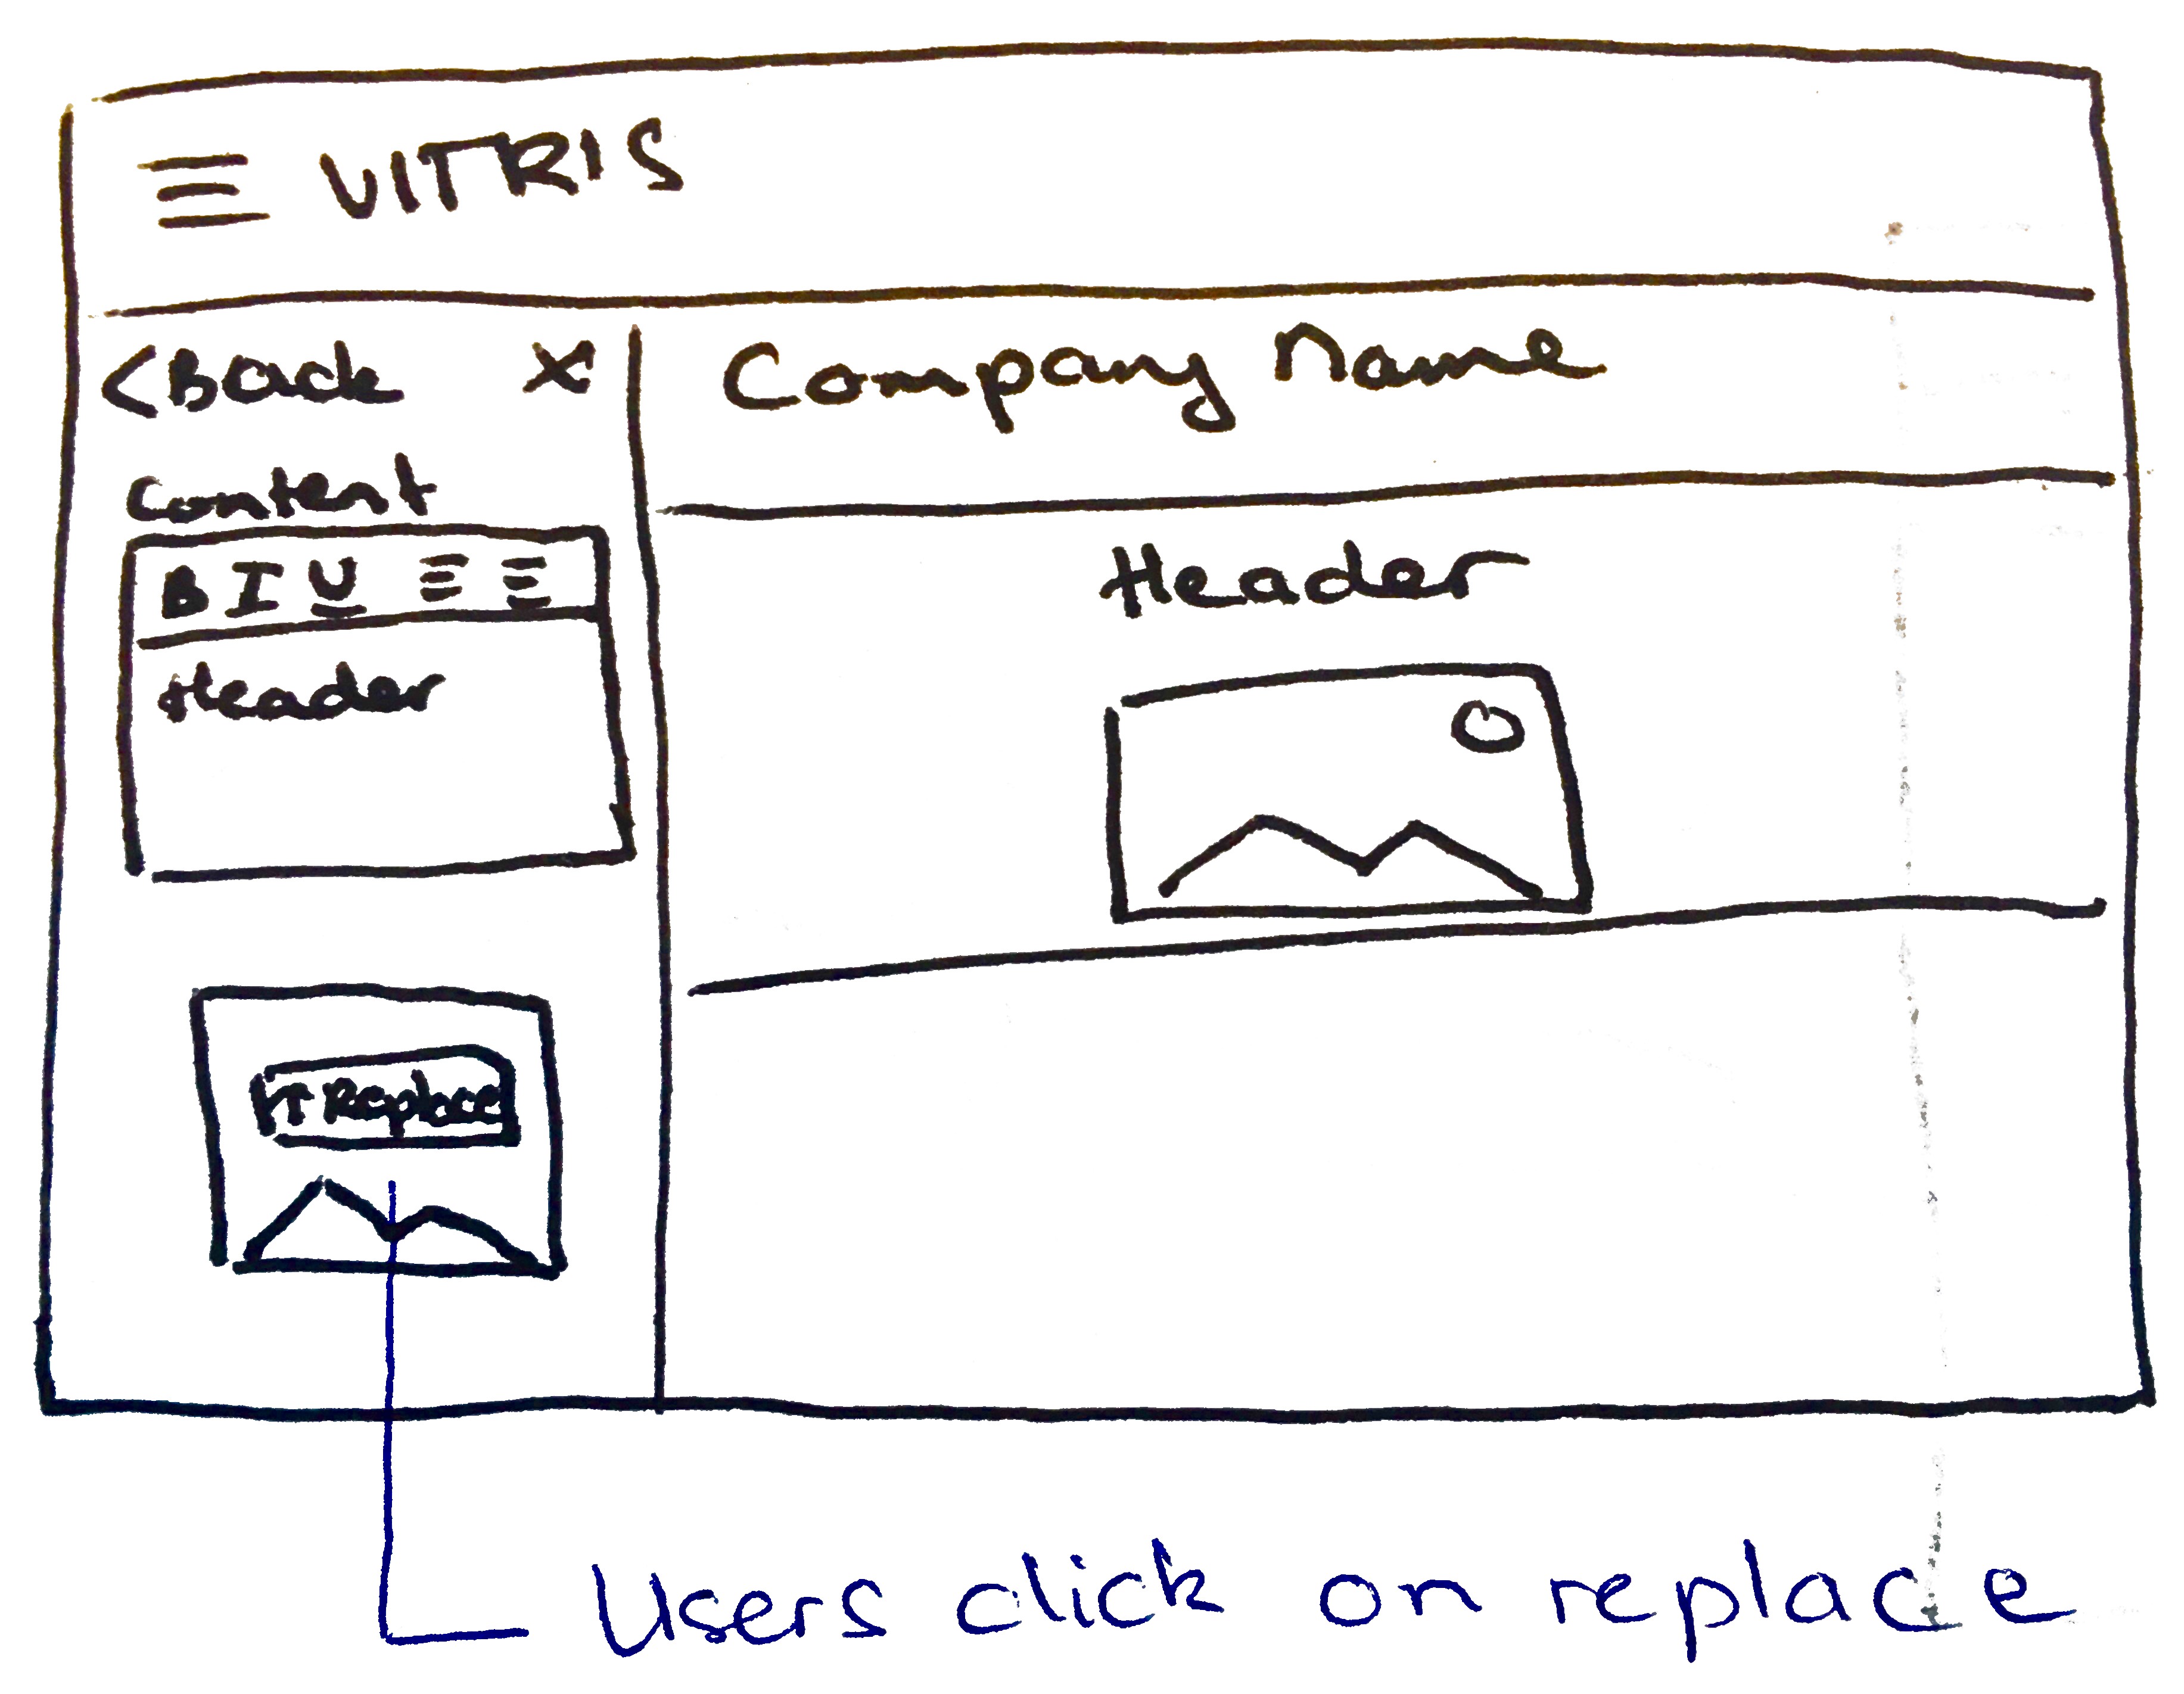 VITRIS
<Back X
Company Name
Content
B I U
Header
Header
Replace
Users click on replace